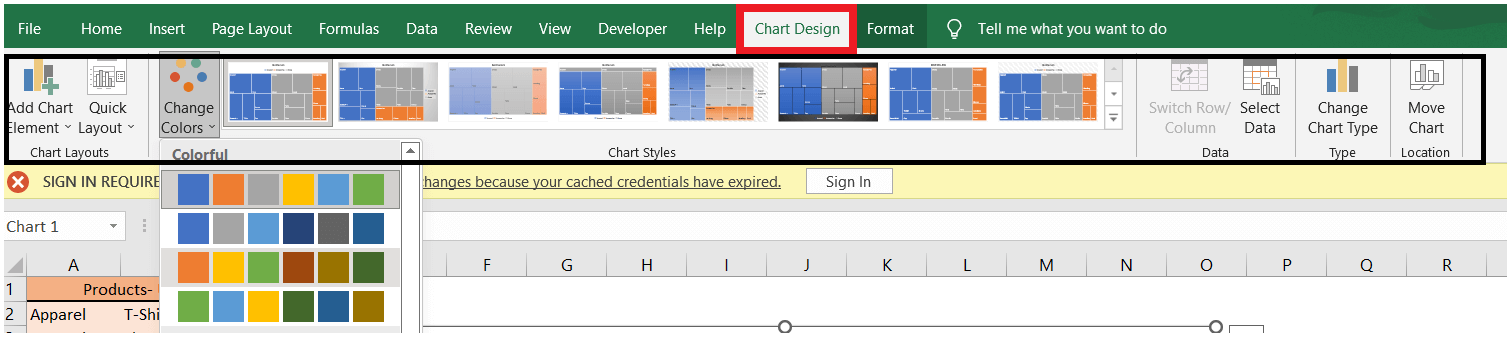 File Home Insert Page Layout Formulas Data Review View Developer Help Chart Design Format Tell me what you want to do
Add Chart Element
Quick Layout
Change Colors
Switch Row/ Column
Select Data
Change Chart Type
Move Chart
Chart Layouts Chart Styles Data Type Location
Colorful
SIGN IN REQUIRE changes because your cached credentials have expired. Sign In
Chart 1
A F G H I J K L M N O P Q R
1 Products-
2 Apparel T-Shi